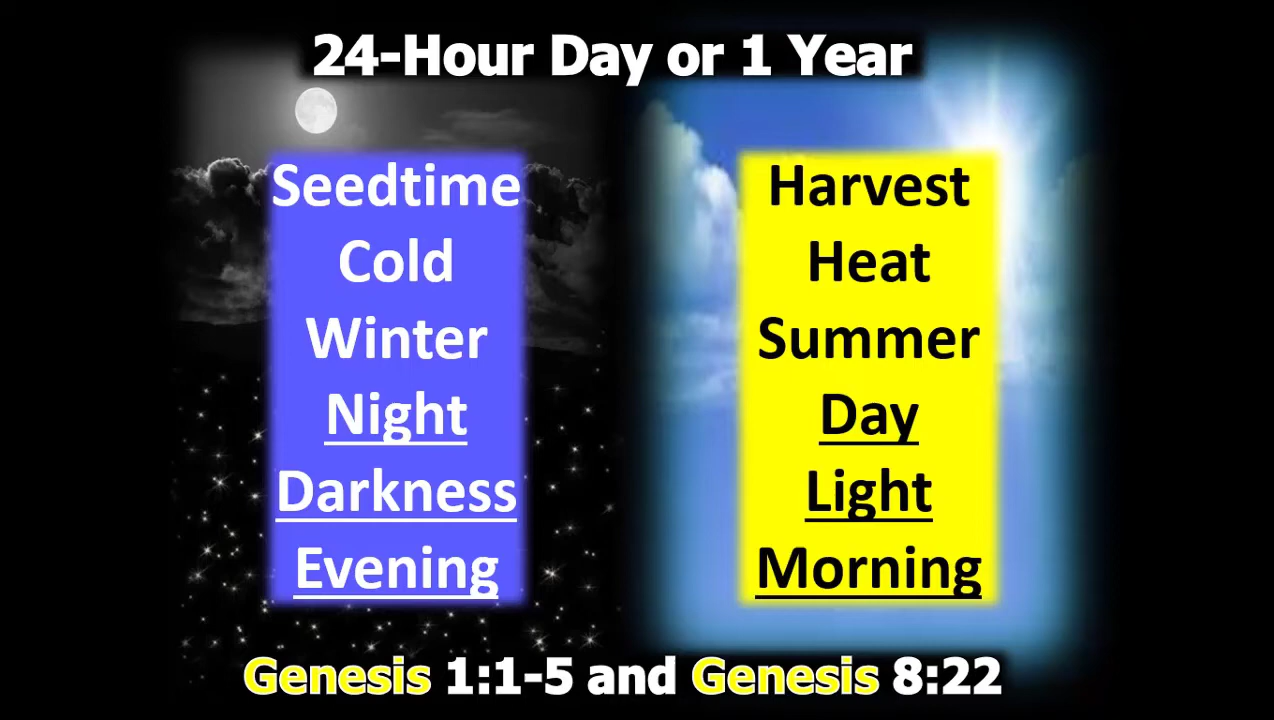 24-Hour Day or 1 Year
Seedtime
Cold
Winter
Night
Darkness
Evening
Harvest
Heat
Summer
Day
Light
Morning
Genesis 1:1-5 and Genesis 8:22